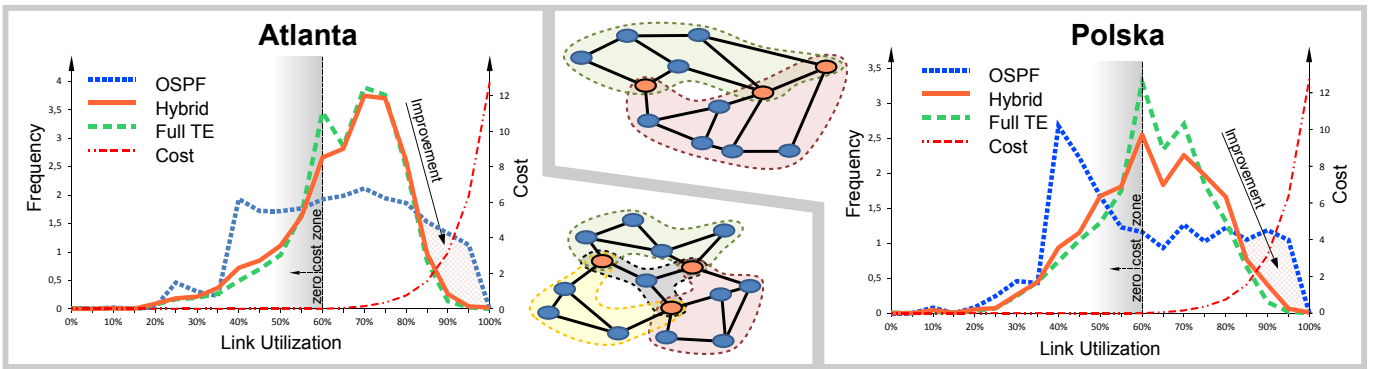 Atlanta
OSPF
Hybrid
Full TE
Cost
Frequency
4
3,5
3
2,5
2
1,5
1
0,5
0
Improvement
zero cost zone
Cost
12
10
8
6
4
2
0
0%
10%
20%
30%
40%
50%
60%
70%
80%
90%
100%
Link Utilization
Polska
OSPF
Hybrid
Full TE
Cost
Frequency
3,5
3
2,5
2
1,5
1
0,5
0
Improvement
zero cost zone
Cost
12
10
8
6
4
2
0
0%
10%
20%
30%
40%
50%
60%
70%
80%
90%
100%
Link Utilization